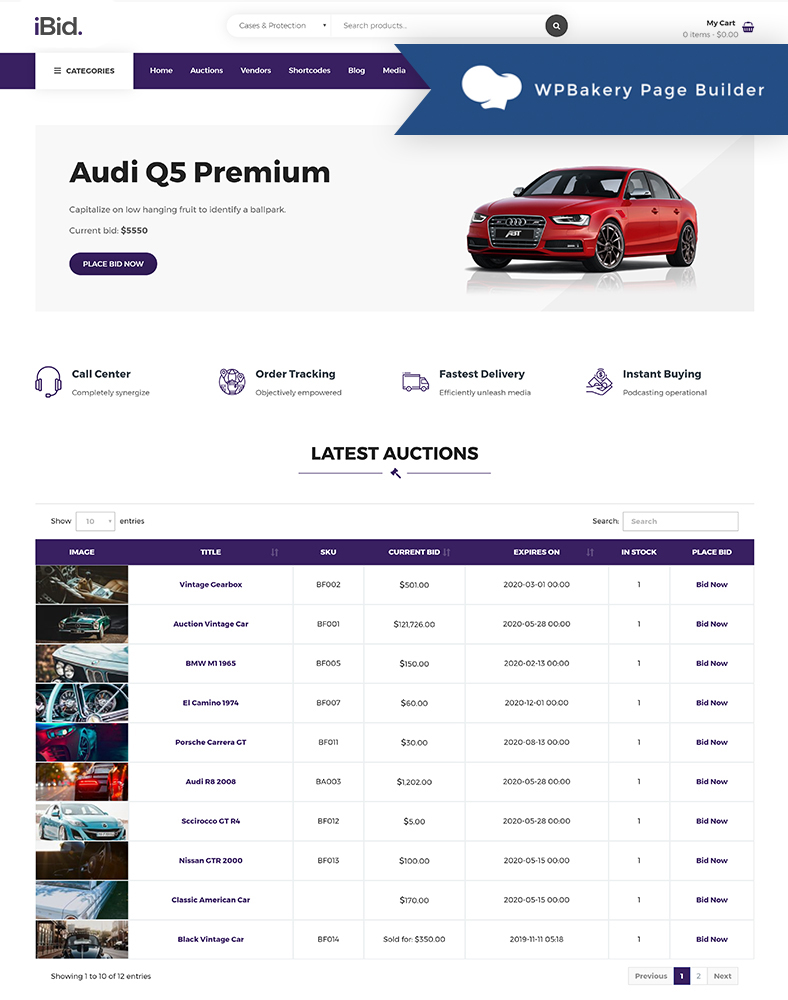 iBid.
Cases & Protection
Search products..
My Cart
0 items - $0.00
CATEGORIES
Home
Auctions
Vendors
Shortcodes
Blog
Media
WPBakery Page Builder
Audi Q5 Premium
Capitalize on low hanging fruit to identify a ballpark.
Current bid: $5550
PLACE BID NOW
ABT
Call Center
Completely synergize
Order Tracking
Objectively empowered
Fastest Delivery
Efficiently unleash media
Instant Buying
Podcasting operational
LATEST AUCTIONS
Show 10 entries
Search: Search
IMAGE TITLE SKU CURRENT BID EXPIRES ON IN STOCK PLACE BID
Vintage Gearbox BF002 $501.00 2020-03-01 00:00 1 Bid Now
Auction Vintage Car BF001 $121,726.00 2020-05-28 00:00 1 Bid Now
BMW M1 1965 BF005 $150.00 2020-02-13 00:00 1 Bid Now
El Camino 1974 BF007 $60.00 2020-12-01 00:00 1 Bid Now
Porsche Carrera GT BF011 $30.00 2020-08-13 00:00 1 Bid Now
Audi R8 2008 BA003 $1,202.00 2020-05-28 00:00 1 Bid Now
Sccirocco GT R4 BF012 $5.00 2020-05-28 00:00 1 Bid Now
Nissan GTR 2000 BF013 $100.00 2020-05-15 00:00 1 Bid Now
Classic American Car $170.00 2020-05-15 00:00 1 Bid Now
Black Vintage Car BF014 Sold for: $350.00 2019-11-11 05:18 1 Bid Now
Showing 1 to 10 of 12 entries
Previous 1 2 Next